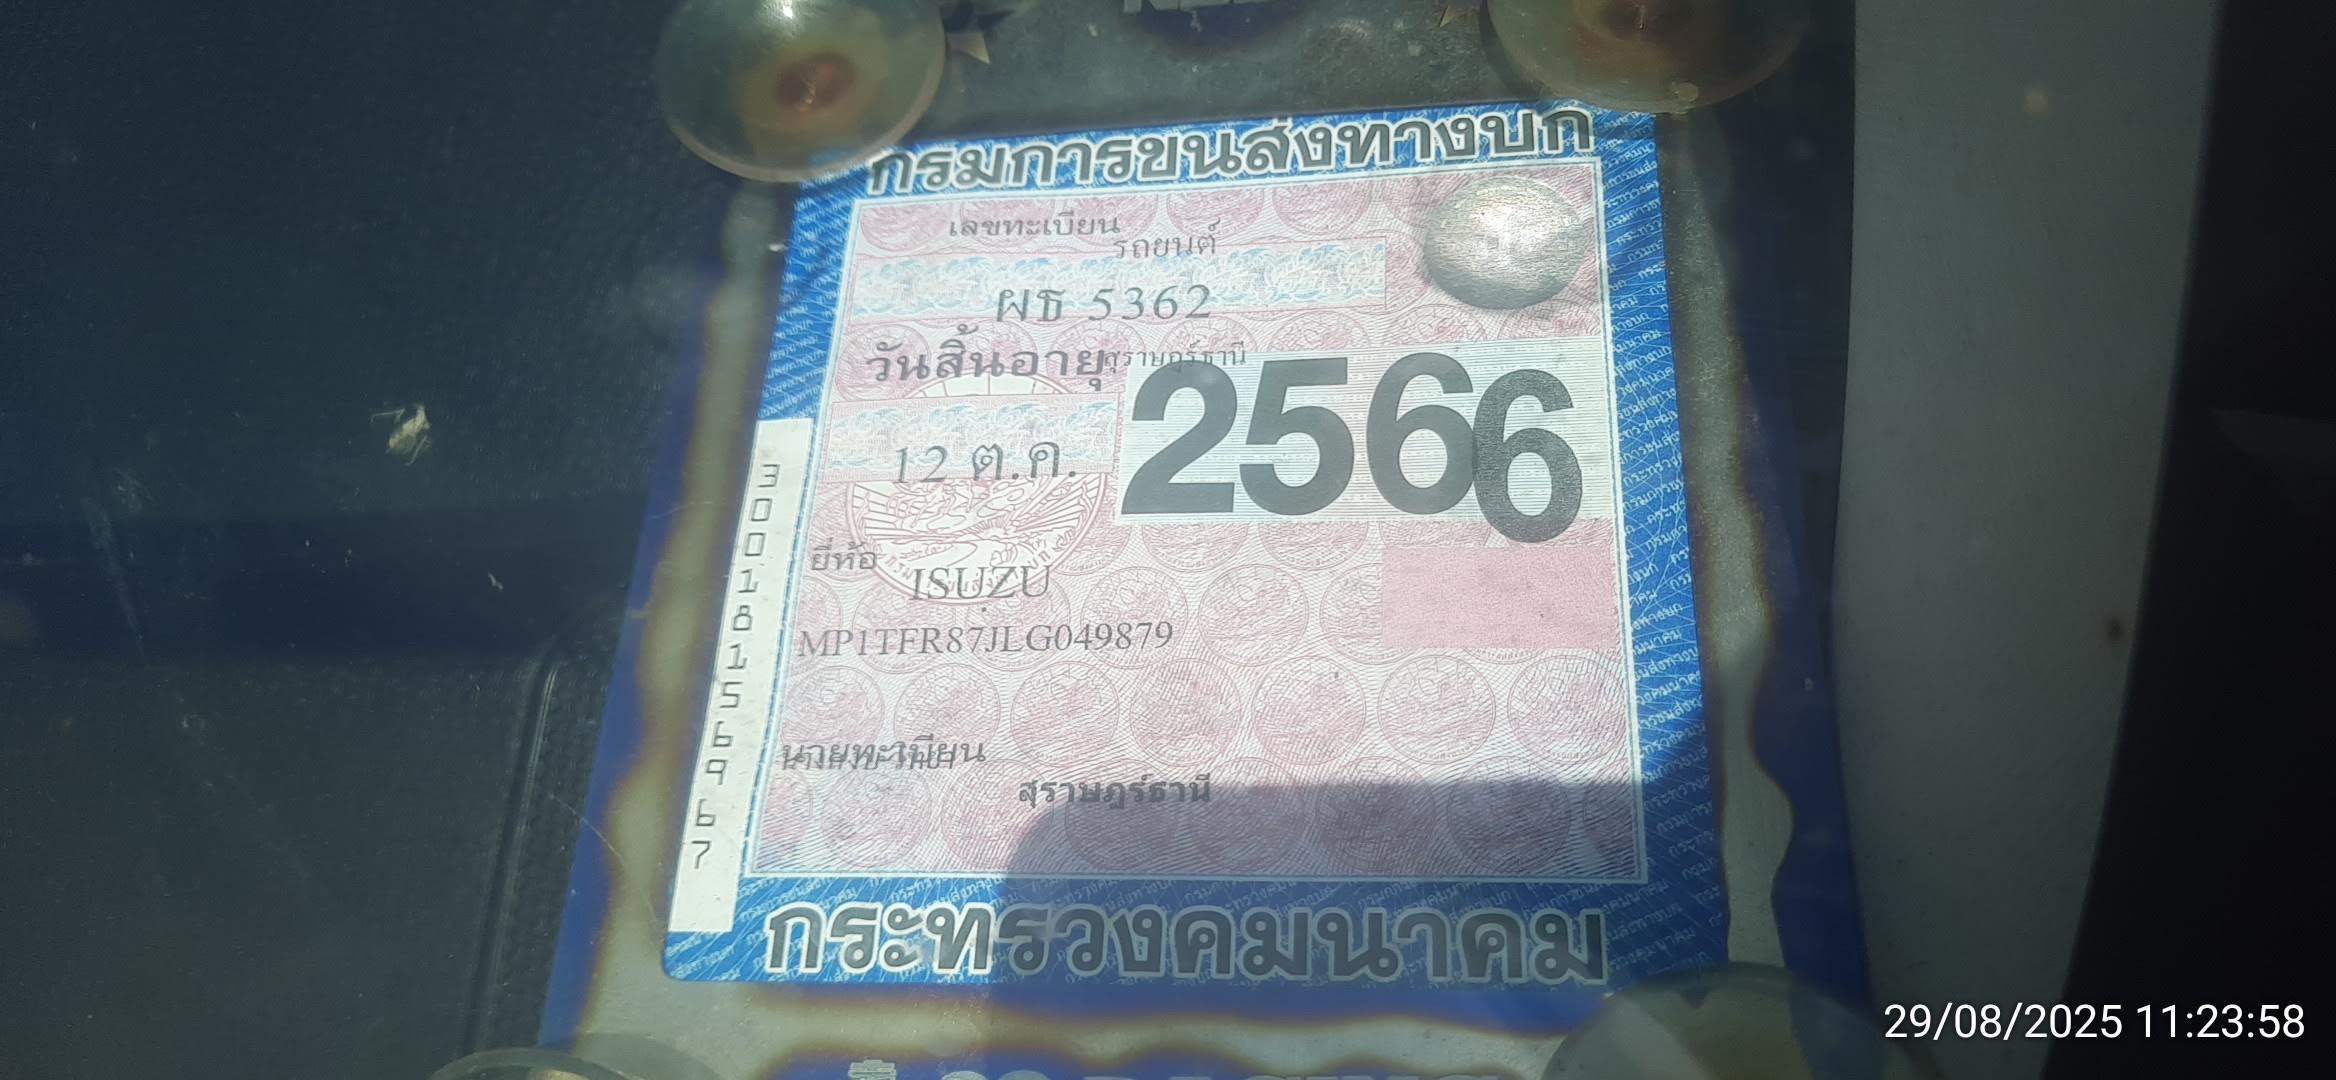 กรมการขนส่งทางบก
เลขทะเบียน
รถยนต์
ผธ 5362
สุราษฎร์ธานี
วันสิ้นอายุ
12 ต.ค. 2566
ยี่ห้อ
ISUZU
MP1TFR87JLG049879
นายทะเบียน
สุราษฎร์ธานี
กระทรวงคมนาคม
3001815696​7
29/08/2025 11:23:58